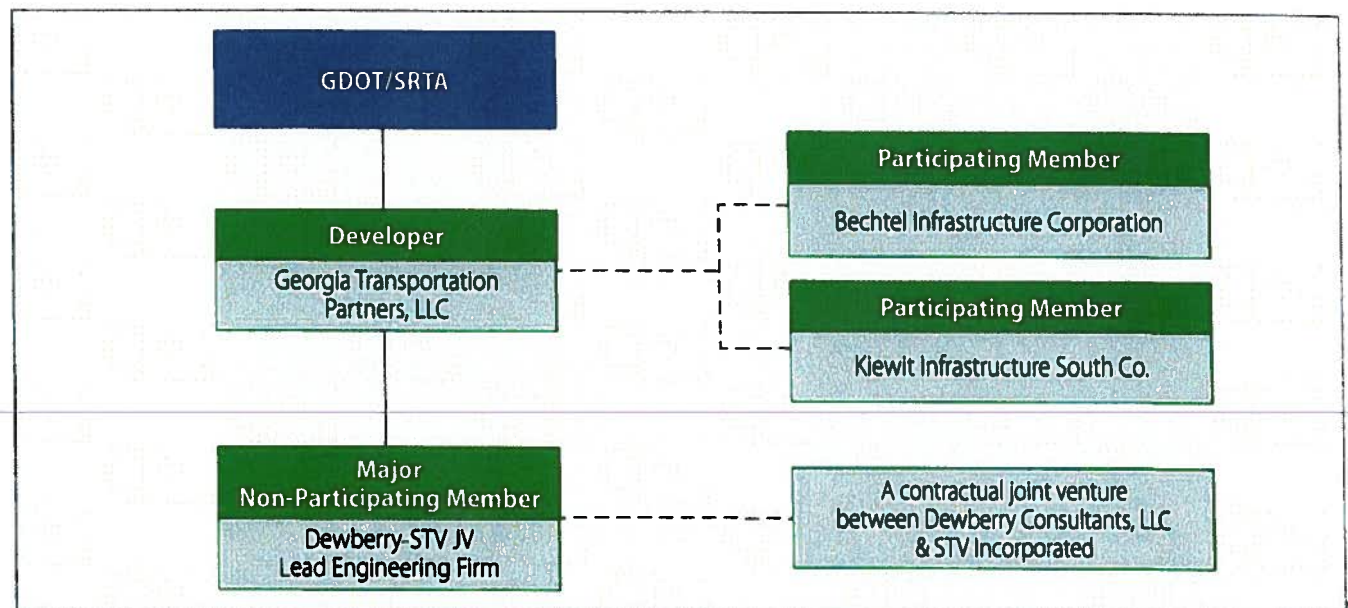 GDOT/SRTA
Developer
Georgia Transportation
Partners, LLC
Participating Member
Bechtel Infrastructure Corporation
Participating Member
Kiewit Infrastructure South Co.
Major
Non-Participating Member
Dewberry-STV JV
Lead Engineering Firm
A contractual joint venture
between Dewberry Consultants, LLC
& STV Incorporated